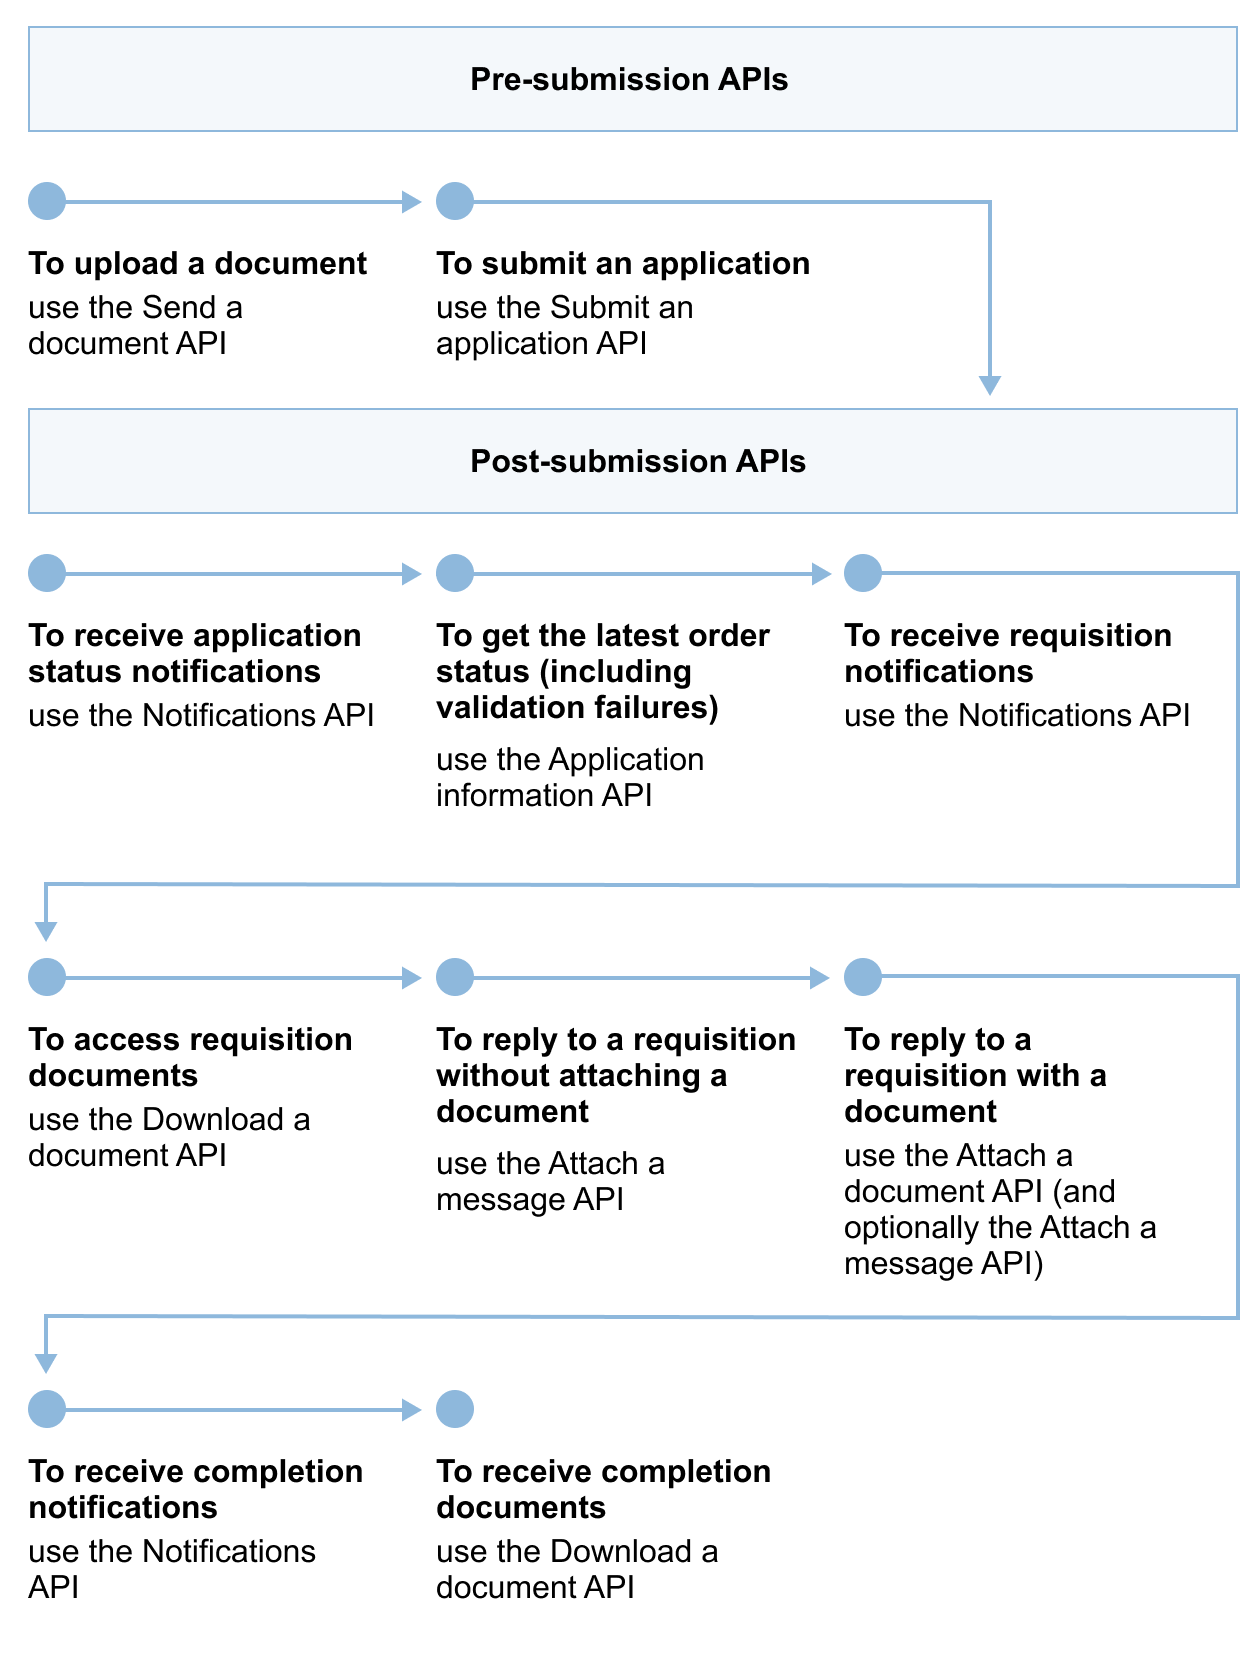 Pre-submission APIs
To upload a document
use the Send a
document API
To submit an application
use the Submit an
application API
Post-submission APIs
To receive application
status notifications
use the Notifications API
To get the latest order
status (including
validation failures)
use the Application
information API
To receive requisition
notifications
use the Notifications API
To access requisition
documents
use the Download a
document API
To reply to a requisition
without attaching a
document
use the Attach a
message API
To reply to a
requisition with a
document
use the Attach a
document API (and
optionally the Attach a
message API)
To receive completion
notifications
use the Notifications
API
To receive completion
documents
use the Download a
document API